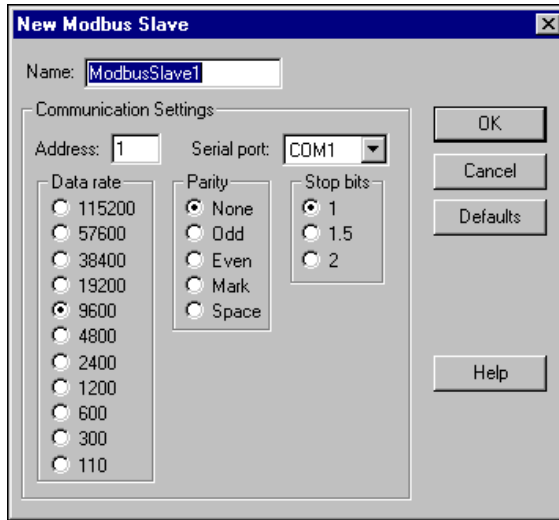 New Modbus Slave
Name: ModbusSlave1
Communication Settings
Address: 1 Serial port: COM1
Data rate
115200
57600
38400
19200
9600
4800
2400
1200
600
300
110
Parity
None
Odd
Even
Mark
Space
Stop bits
1
1.5
2
OK
Cancel
Defaults
Help